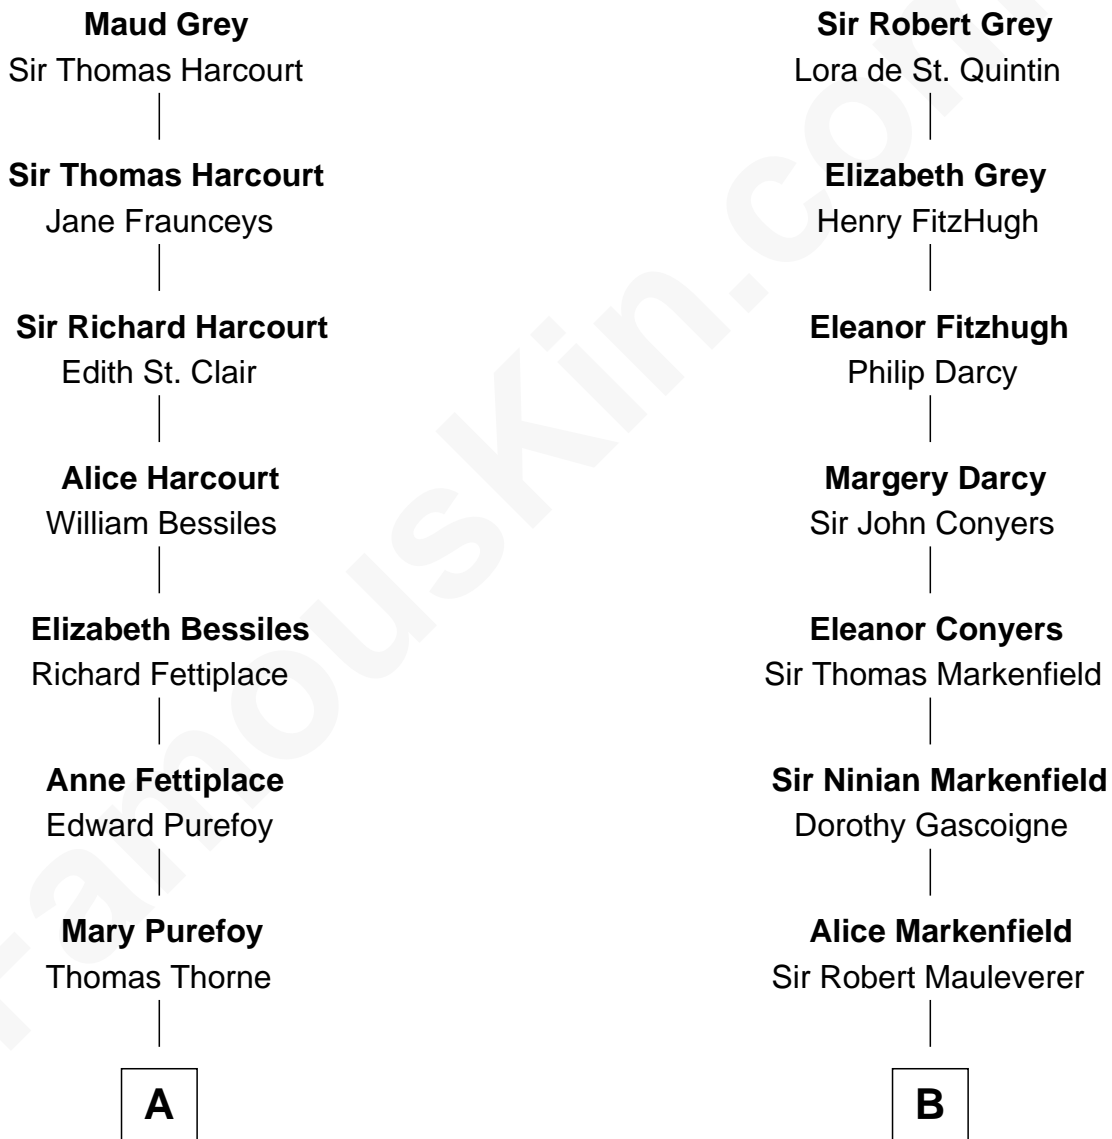 Maud Grey
Sir Thomas Harcourt
Sir Thomas Harcourt
Jane Fraunceys
Sir Richard Harcourt
Edith St. Clair
Alice Harcourt
William Bessiles
Elizabeth Bessiles
Richard Fettiplace
Anne Fettiplace
Edward Purefoy
Mary Purefoy
Thomas Thorne
A
Sir Robert Grey
Lora de St. Quintin
Elizabeth Grey
Henry FitzHugh
Eleanor Fitzhugh
Philip Darcy
Margery Darcy
Sir John Conyers
Eleanor Conyers
Sir Thomas Markenfield
Sir Ninian Markenfield
Dorothy Gascoigne
Alice Markenfield
Sir Robert Mauleverer
B
FamousKin.com